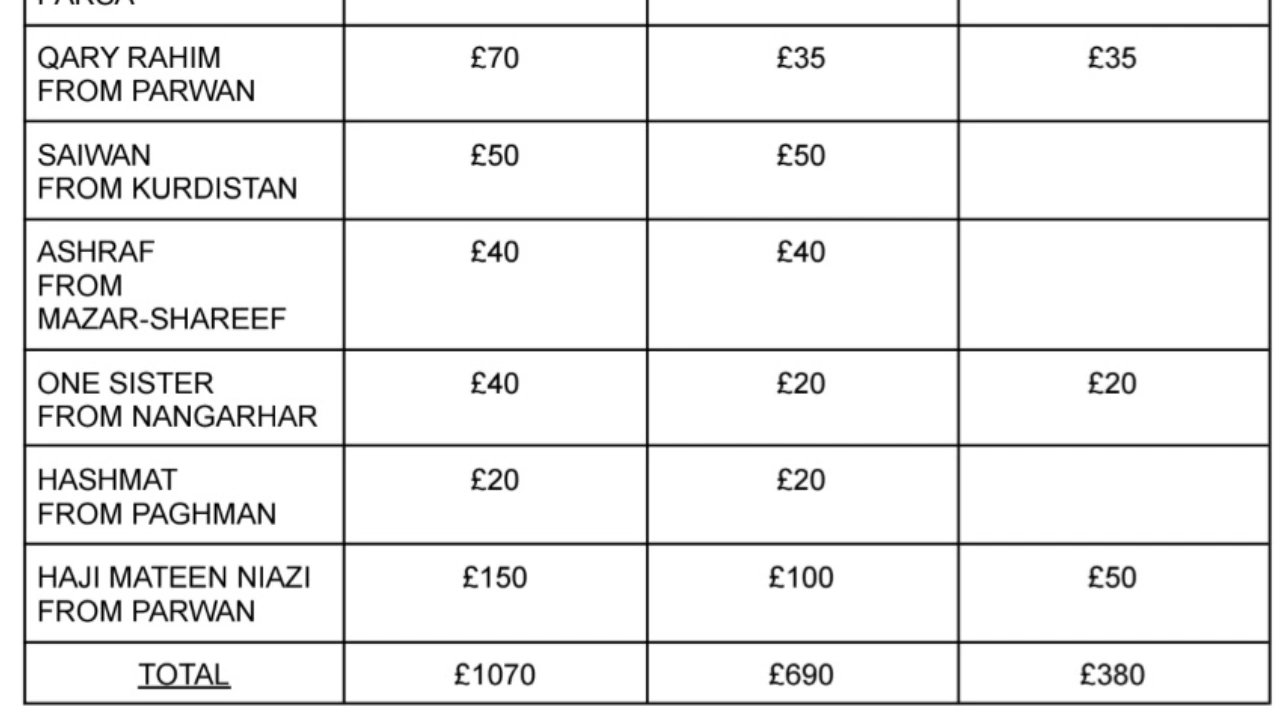 QARY RAHIM £70 £35 £35
FROM PARWAN
SAIWAN £50 £50
FROM KURDISTAN
ASHRAF £40 £40
FROM
MAZAR-SHAREEF
ONE SISTER £40 £20 £20
FROM NANGARHAR
HASHMAT £20 £20
FROM PAGHMAN
HAJI MATEEN NIAZI £150 £100 £50
FROM PARWAN
TOTAL £1070 £690 £380